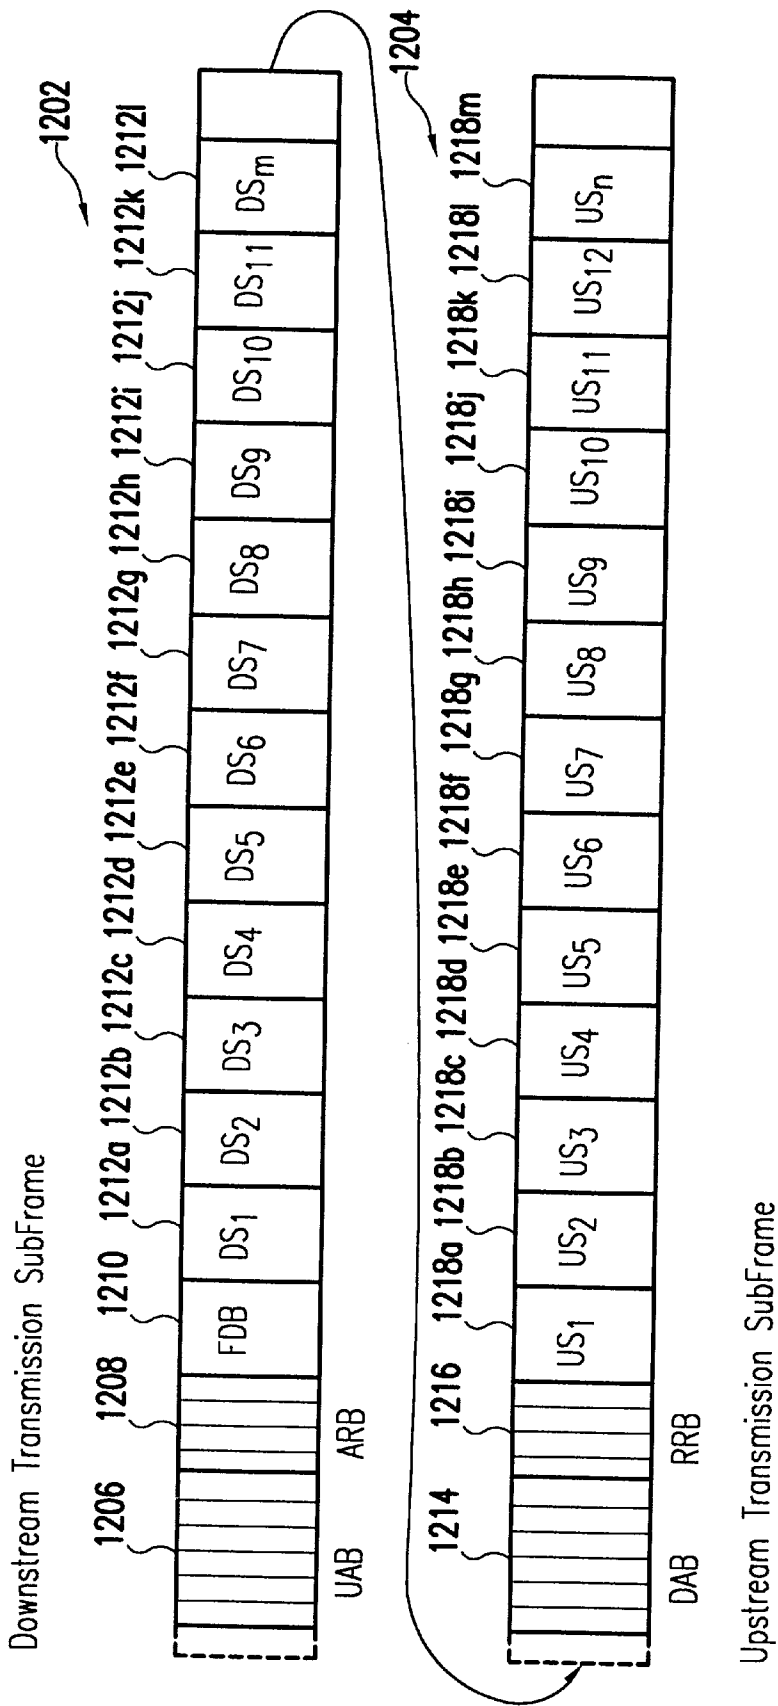 Downstream Transmission SubFrame
1202
1206 1208 1210 1212a 1212b 1212c 1212d 1212e 1212f 1212g 1212h 1212i 1212j 1212k 1212l
FDB DS1 DS2 DS3 DS4 DS5 DS6 DS7 DS8 DS9 DS10 DS11 DSm
UAB ARB
1204
1214 1216 1218a 1218b 1218c 1218d 1218e 1218f 1218g 1218h 1218i 1218j 1218k 1218l 1218m
US1 US2 US3 US4 US5 US6 US7 US8 US9 US10 US11 US12 USn
DAB RRB
Upstream Transmission SubFrame